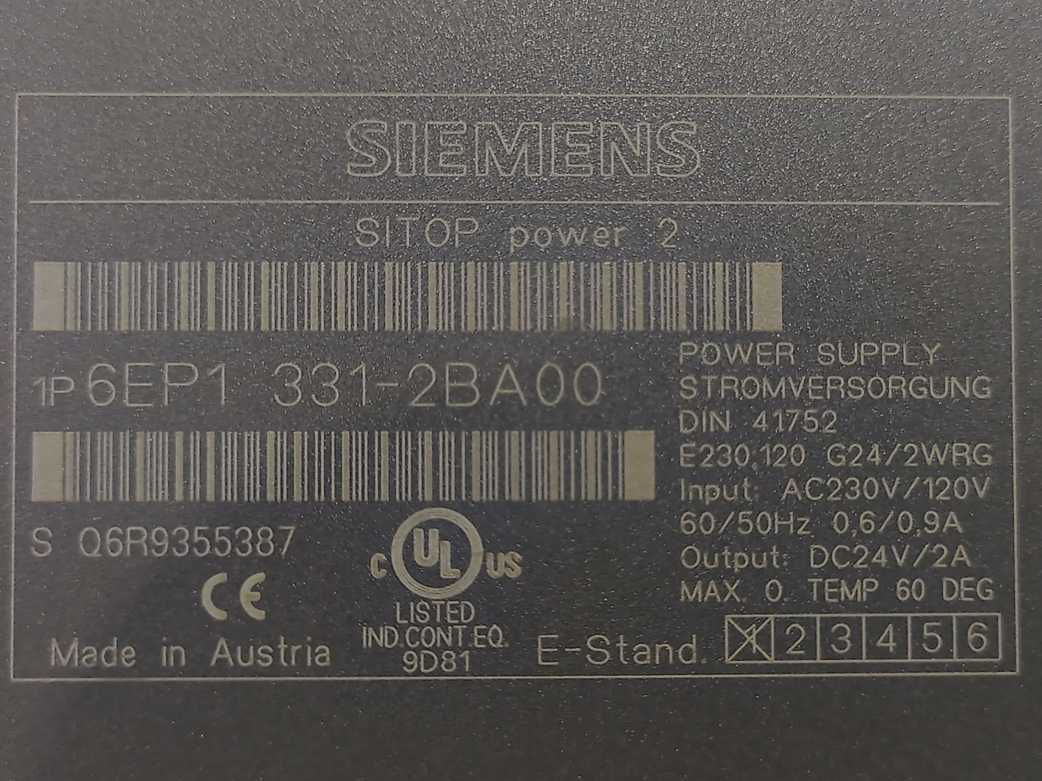 SIEMENS
SITOP power 2
1P 6EP1 331-2BA00
POWER SUPPLY
STROMVERSORGUNG
DIN 41752
E230,120 G24/2WRG
Input: AC230V/120V
60/50Hz 0,6/0,9A
Output: DC24V/2A
MAX. O. TEMP 60 DEG
S Q6R9355387
CE
C UL US
LISTED
IND.CONT.EQ.
9D81
Made in Austria
E-Stand. 1 2 3 4 5 6